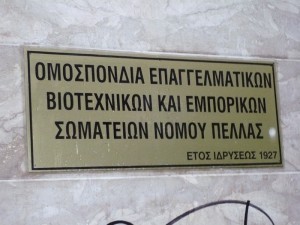 ΟΜΟΣΠΟΝΔΙΑ ΕΠΑΓΓΕΛΜΑΤΙΚΩΝ
ΒΙΟΤΕΧΝΙΚΩΝ ΚΑΙ ΕΜΠΟΡΙΚΩΝ
ΣΩΜΑΤΕΙΩΝ ΝΟΜΟΥ ΠΕΛΛΑΣ
ΕΤΟΣ ΙΔΡΥΣΕΩΣ 1927